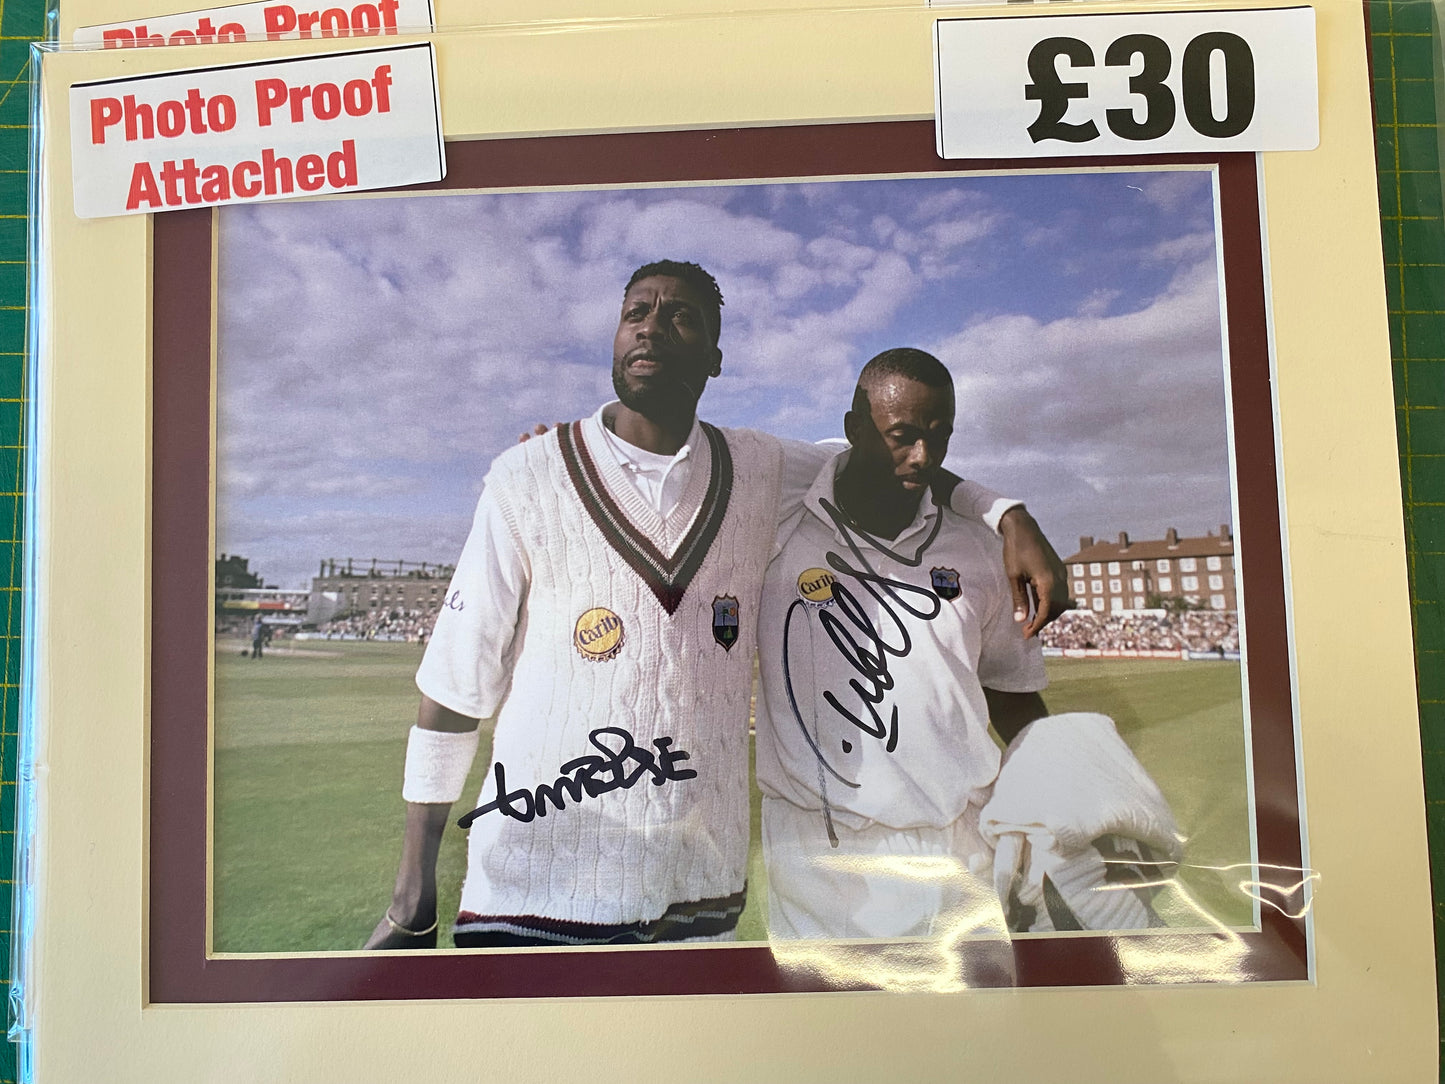 Photo Proof
Photo Proof
Attached
£30
Carib
Carib